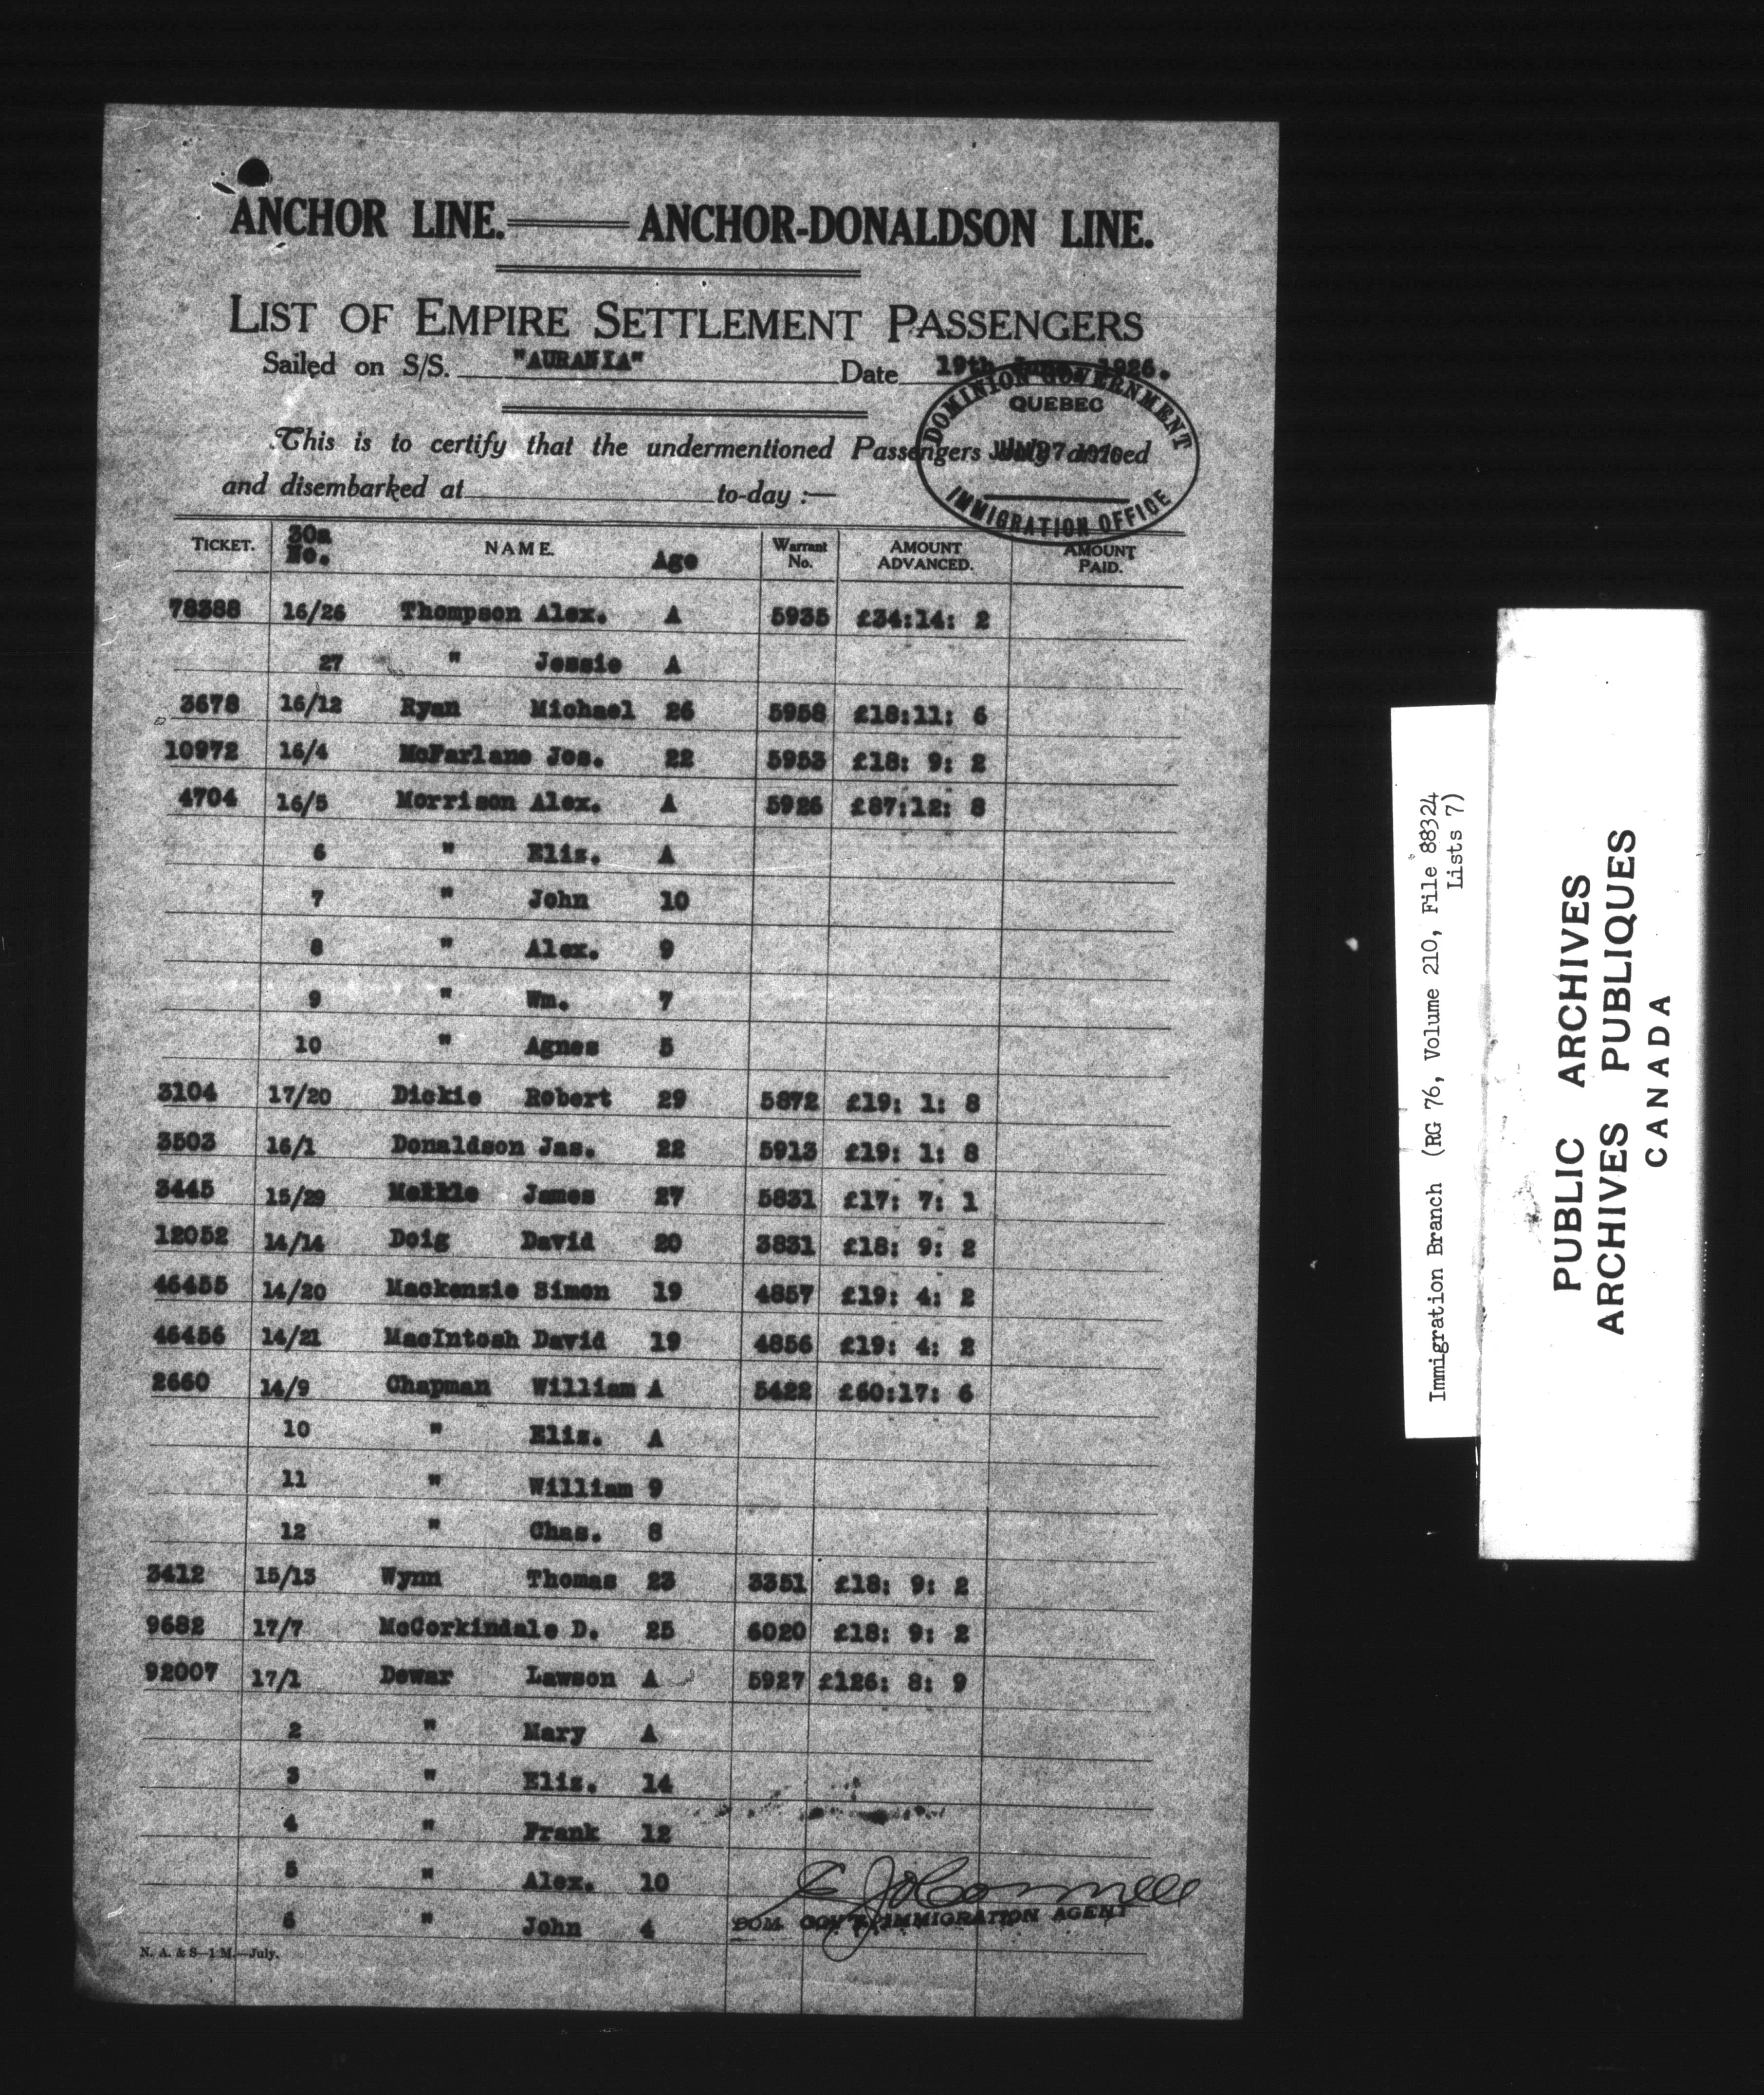 ANCHOR LINE. ANCHOR-DONALDSON LINE.
LIST OF EMPIRE SETTLEMENT PASSENGERS
Sailed on S/S. "AURANIA" Date 19th June, 1926.
DOMINION GOVERNMENT
QUEBEC
IMMIGRATION OFFICE
This is to certify that the undermentioned Passengers duly arrived
and disembarked at to-day :—
TICKET. 30a No. NAME. Age Warrant No. AMOUNT ADVANCED. AMOUNT PAID.
78388 16/26 Thompson Alex. A 5935 £34:14: 2
27 " Jessie A
3678 16/12 Ryan Michael 26 5958 £18:11: 6
10972 16/4 McFarlane Jos. 22 5953 £18: 9: 2
4704 16/5 Morrison Alex. A 5926 £87:12: 8
6 " Eliz. A
7 " John 10
8 " Alex. 9
9 " Wm. 7
10 " Agnes 5
3104 17/20 Dickie Robert 29 5872 £19: 1: 8
3503 16/1 Donaldson Jas. 22 5913 £19: 1: 8
3445 15/29 James 27 5831 £17: 7: 1
12052 14/14 Doig David 20 3831 £18: 9: 2
46455 14/20 Mackenzie Simon 19 4857 £19: 4: 2
46456 14/21 MacIntosh David 19 4856 £19: 4: 2
2660 14/9 Chapman William A 5422 £60:17: 6
10 " Eliz. A
11 " William 9
12 " Chas. 8
3412 15/13 Wynn Thomas 23 3351 £18: 9: 2
9682 17/7 McCorkindale D. 25 6020 £18: 9: 2
92007 17/1 Dewar Lawson A 5927 £126: 8: 9
2 " Mary A
3 " Eliz. 14
4 " Frank 12
5 " Alex. 10
6 " John 4
DOM. GOV'T. IMMIGRATION AGENT
N. A. & S—1 M.—July.
Immigration Branch (RG 76, Volume 210, File 88324
Lists 7)
PUBLIC ARCHIVES
ARCHIVES PUBLIQUES
CANADA